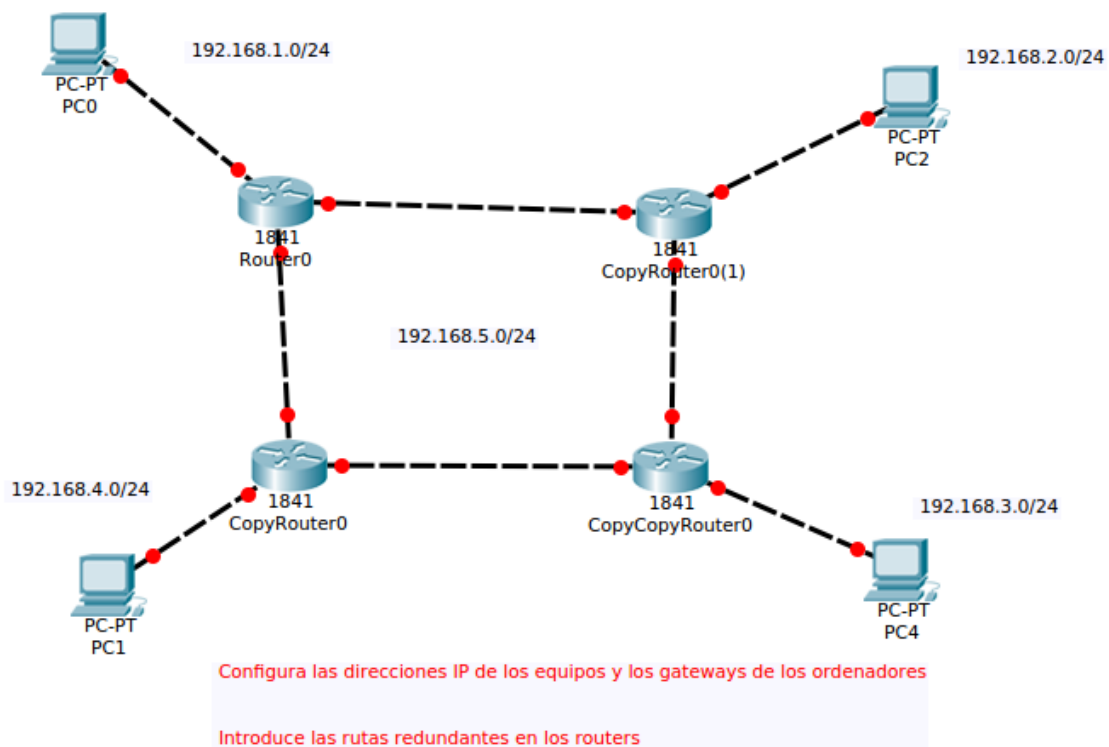 192.168.1.0/24
192.168.2.0/24
PC-PT
PC0
PC-PT
PC2
1841
Router0
1841
CopyRouter0(1)
192.168.5.0/24
192.168.4.0/24
1841
CopyRouter0
1841
CopyCopyRouter0
192.168.3.0/24
PC-PT
PC1
PC-PT
PC4
Configura las direcciones IP de los equipos y los gateways de los ordenadores
Introduce las rutas redundantes en los routers